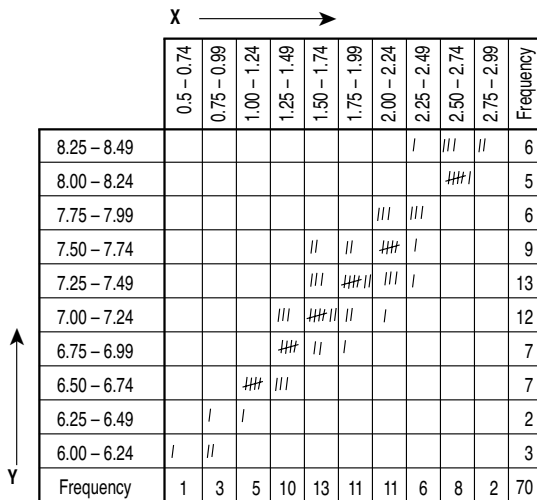 X
0.5 – 0.74
0.75 – 0.99
1.00 – 1.24
1.25 – 1.49
1.50 – 1.74
1.75 – 1.99
2.00 – 2.24
2.25 – 2.49
2.50 – 2.74
2.75 – 2.99
Frequency
8.25 – 8.49 / /// // 6
8.00 – 8.24 //// / 5
7.75 – 7.99 /// /// 6
7.50 – 7.74 // // //// / 9
7.25 – 7.49 /// //// // /// / 13
7.00 – 7.24 /// //// // // / 12
6.75 – 6.99 //// // / 7
6.50 – 6.74 //// /// 7
6.25 – 6.49 / / 2
6.00 – 6.24 / // 3
Y
Frequency 1 3 5 10 13 11 11 6 8 2 70